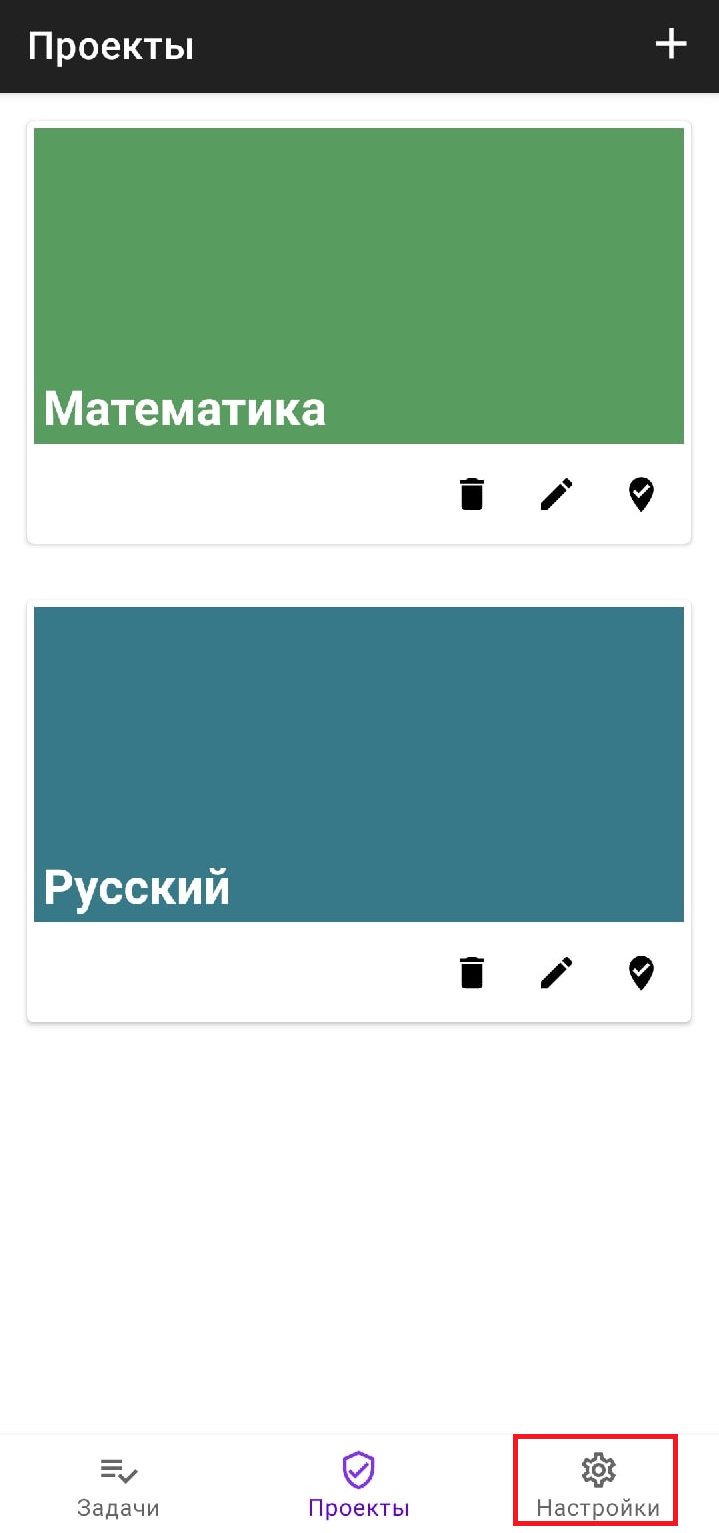 Проекты
Математика
Русский
Задачи
Проекты
Настройки